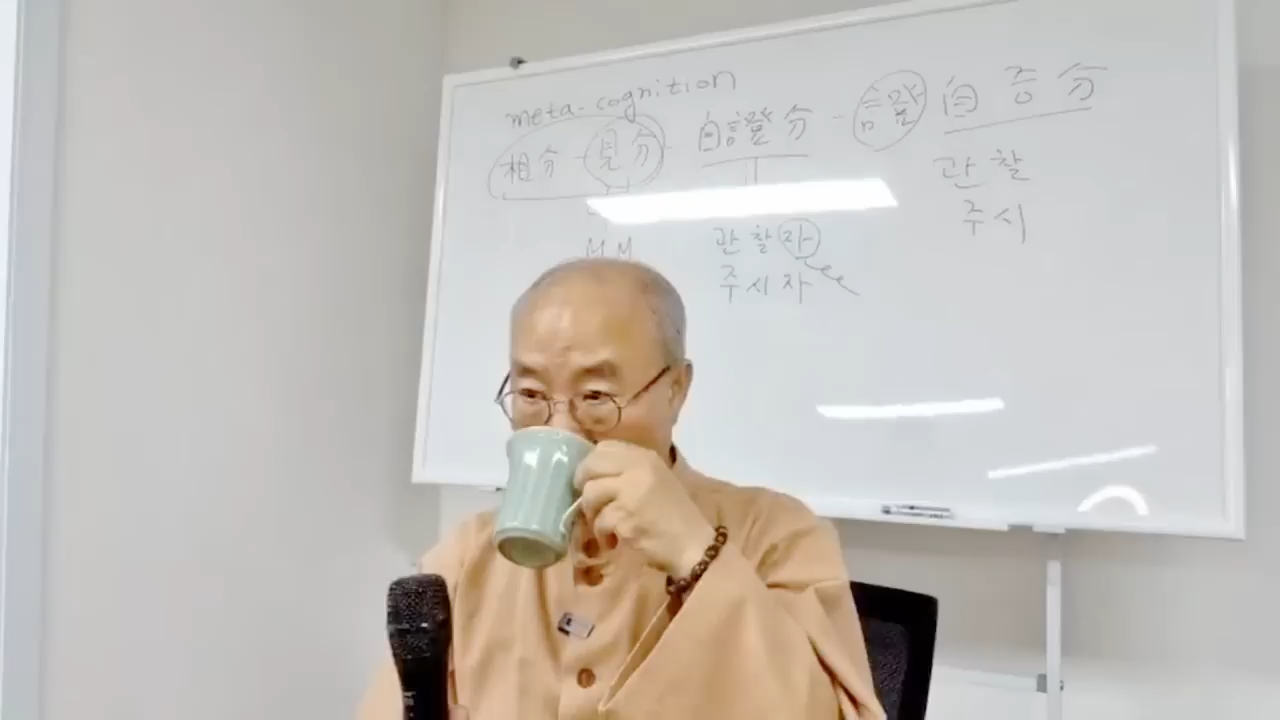 meta-cognition
相分 - 見分 - 自證分 - 證自증分
관찰
주시
관찰자
주시자